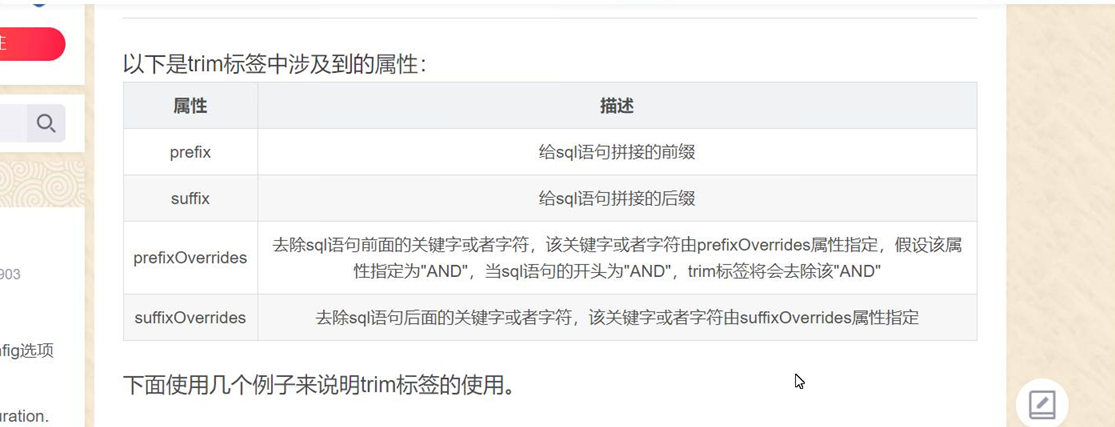 主
以下是trim标签中涉及到的属性：
属性 描述
prefix 给sql语句拼接的前缀
suffix 给sql语句拼接的后缀
prefixOverrides 去除sql语句前面的关键字或者字符，该关键字或者字符由prefixOverrides属性指定，假设该属
性指定为"AND"，当sql语句的开头为"AND"，trim标签将会去除该"AND"
suffixOverrides 去除sql语句后面的关键字或者字符，该关键字或者字符由suffixOverrides属性指定
下面使用几个例子来说明trim标签的使用。
903
nfig选项
uration.